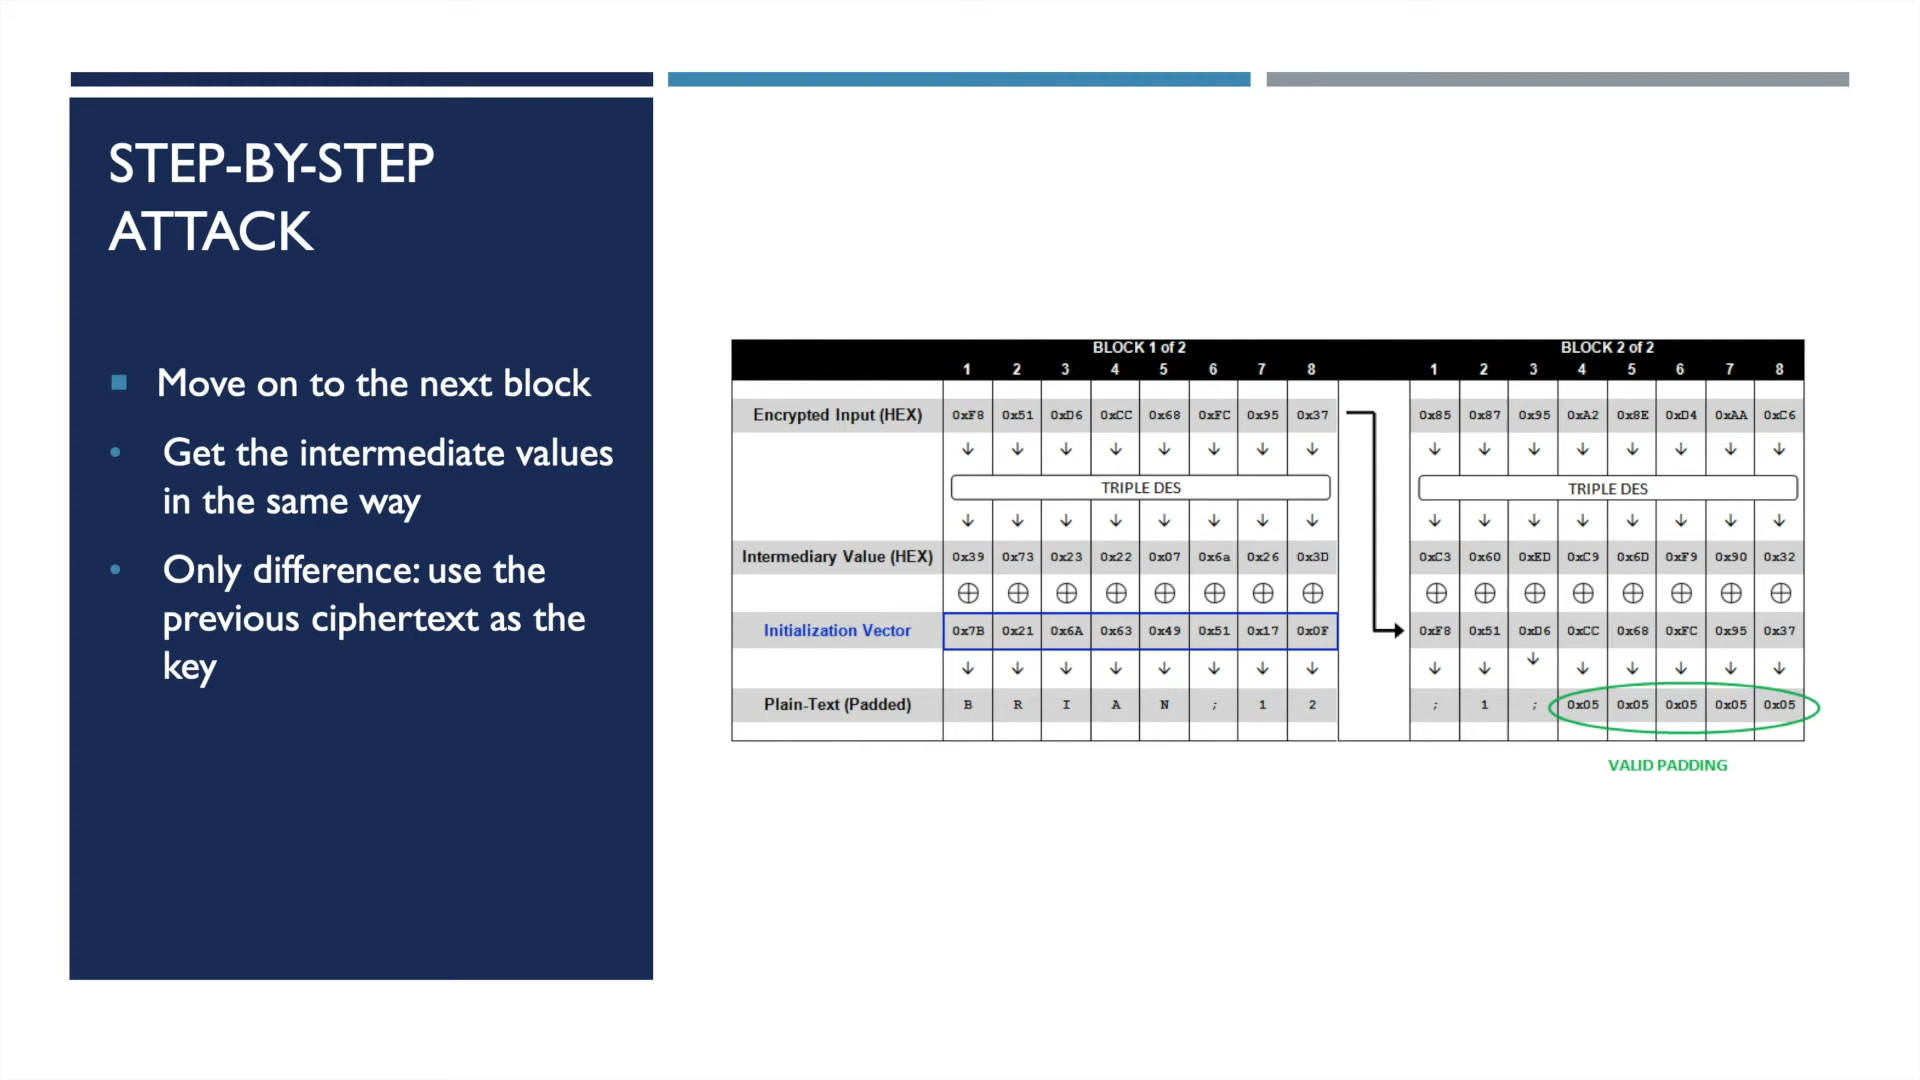 STEP-BY-STEP
ATTACK
Move on to the next block
Get the intermediate values
in the same way
Only difference: use the
previous ciphertext as the
key
BLOCK 1 of 2 BLOCK 2 of 2
1 2 3 4 5 6 7 8 1 2 3 4 5 6 7 8
Encrypted Input (HEX) 0xF8 0x51 0xD6 0xCC 0x68 0xFC 0x95 0x37 0x85 0x87 0x95 0xA2 0x8E 0xD4 0xAA 0xC6
TRIPLE DES TRIPLE DES
Intermediary Value (HEX) 0x39 0x73 0x23 0x22 0x07 0x6a 0x26 0x3D 0xC3 0x60 0xED 0xC9 0x6D 0xF9 0x90 0x32
Initialization Vector 0x7B 0x21 0x6A 0x63 0x49 0x51 0x17 0x0F 0xF8 0x51 0xD6 0xCC 0x68 0xFC 0x95 0x37
Plain-Text (Padded) B R I A N ; 1 2 ; 1 ; 0x05 0x05 0x05 0x05 0x05
VALID PADDING